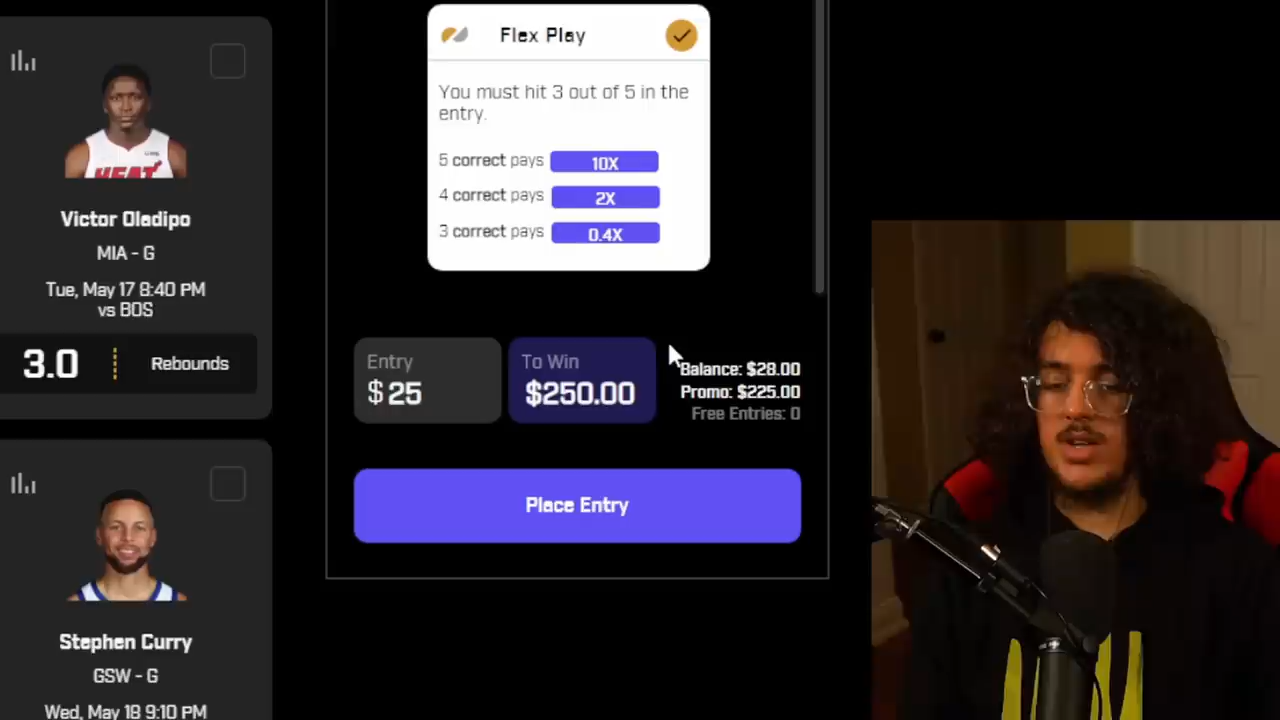 Flex Play
You must hit 3 out of 5 in the
entry.
5 correct pays 10X
4 correct pays 2X
3 correct pays 0.4X
HEAT
Victor Oladipo
MIA - G
Tue, May 17 8:40 PM
vs BOS
3.0 Rebounds
Entry
$ 25
To Win
$250.00
Balance: $28.00
Promo: $225.00
Free Entries: 0
Place Entry
Stephen Curry
GSW - G
Wed, May 18 9:10 PM